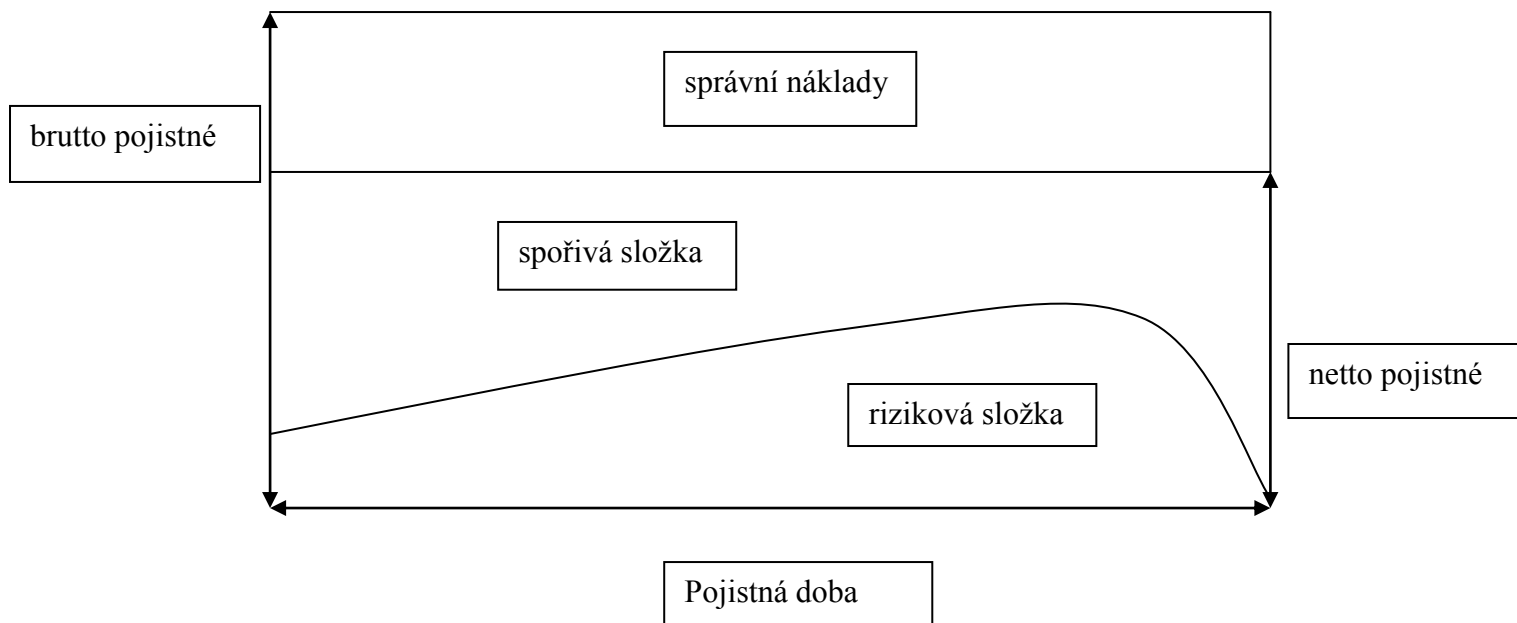 správní náklady
brutto pojistné
spořivá složka
netto pojistné
riziková složka
Pojistná doba